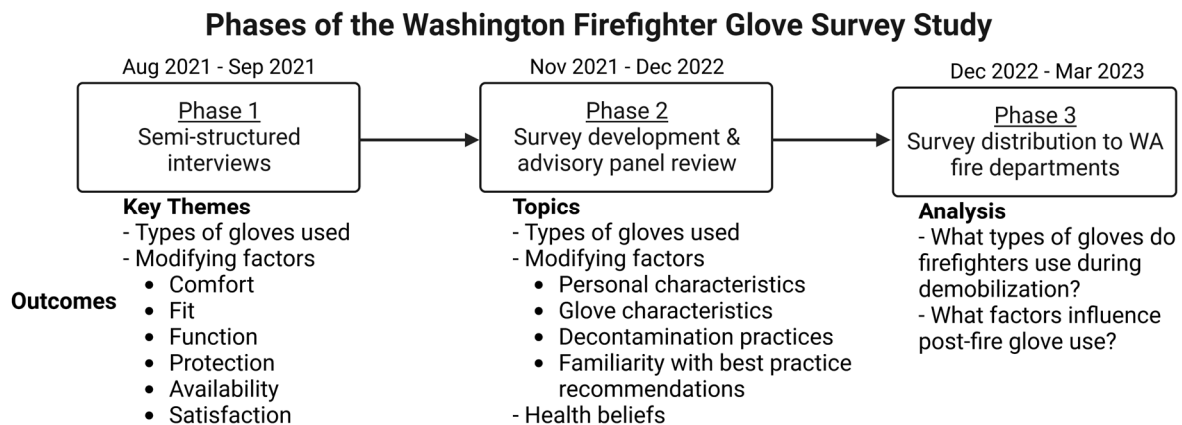 Phases of the Washington Firefighter Glove Survey Study
Aug 2021 - Sep 2021
Phase 1
Semi-structured
interviews
Nov 2021 - Dec 2022
Phase 2
Survey development &
advisory panel review
Dec 2022 - Mar 2023
Phase 3
Survey distribution to WA
fire departments
Outcomes
Key Themes
- Types of gloves used
- Modifying factors
• Comfort
• Fit
• Function
• Protection
• Availability
• Satisfaction
Topics
- Types of gloves used
- Modifying factors
• Personal characteristics
• Glove characteristics
• Decontamination practices
• Familiarity with best practice
recommendations
- Health beliefs
Analysis
- What types of gloves do
firefighters use during
demobilization?
- What factors influence
post-fire glove use?